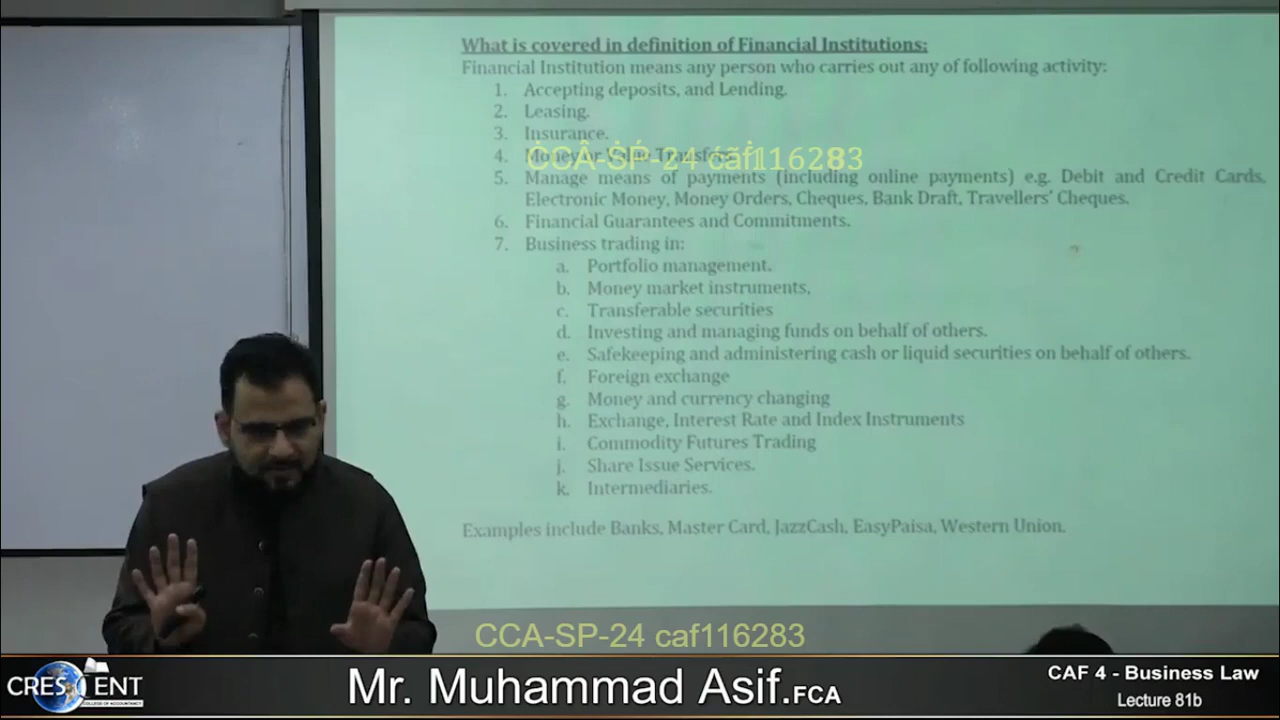 What is covered in definition of Financial Institutions:
Financial Institution means any person who carries out any of following activity:
1. Accepting deposits, and Lending.
2. Leasing.
3. Insurance.
4. Money or Value Transfer
CCA-SP-24 caf116283
5. Manage means of payments (including online payments) e.g. Debit and Credit Cards,
Electronic Money, Money Orders, Cheques, Bank Draft, Travellers' Cheques.
6. Financial Guarantees and Commitments.
7. Business trading in:
a. Portfolio management.
b. Money market instruments,
c. Transferable securities
d. Investing and managing funds on behalf of others.
e. Safekeeping and administering cash or liquid securities on behalf of others.
f. Foreign exchange
g. Money and currency changing
h. Exchange, Interest Rate and Index Instruments
i. Commodity Futures Trading
j. Share Issue Services.
k. Intermediaries.
Examples include Banks, Master Card, JazzCash, EasyPaisa, Western Union.
CCA-SP-24 caf116283
CRESCENT
COLLEGE OF ACCOUNTANCY
Mr. Muhammad Asif.FCA
CAF 4 - Business Law
Lecture 81b